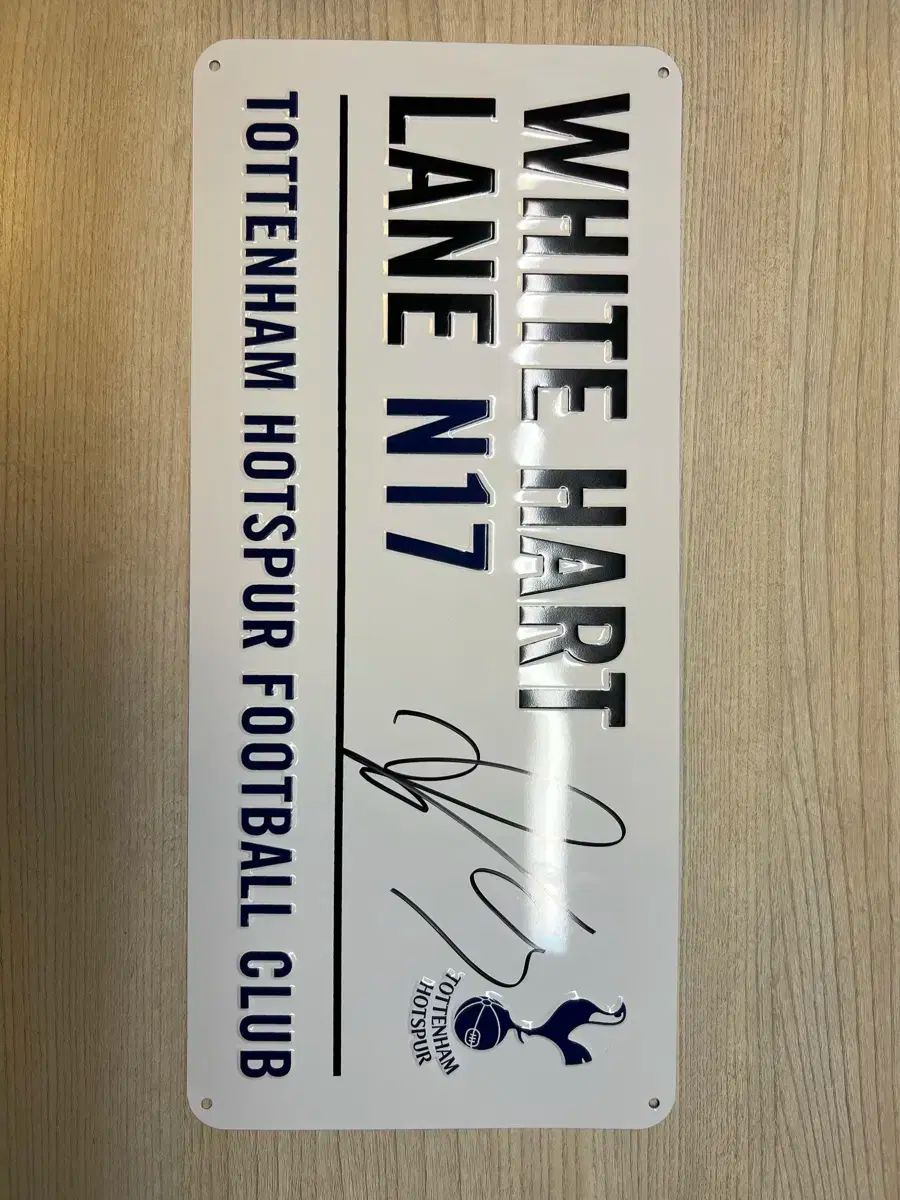 WHITE HART
LANE N17
TOTTENHAM
HOTSPUR
TOTTENHAM HOTSPUR FOOTBALL CLUB